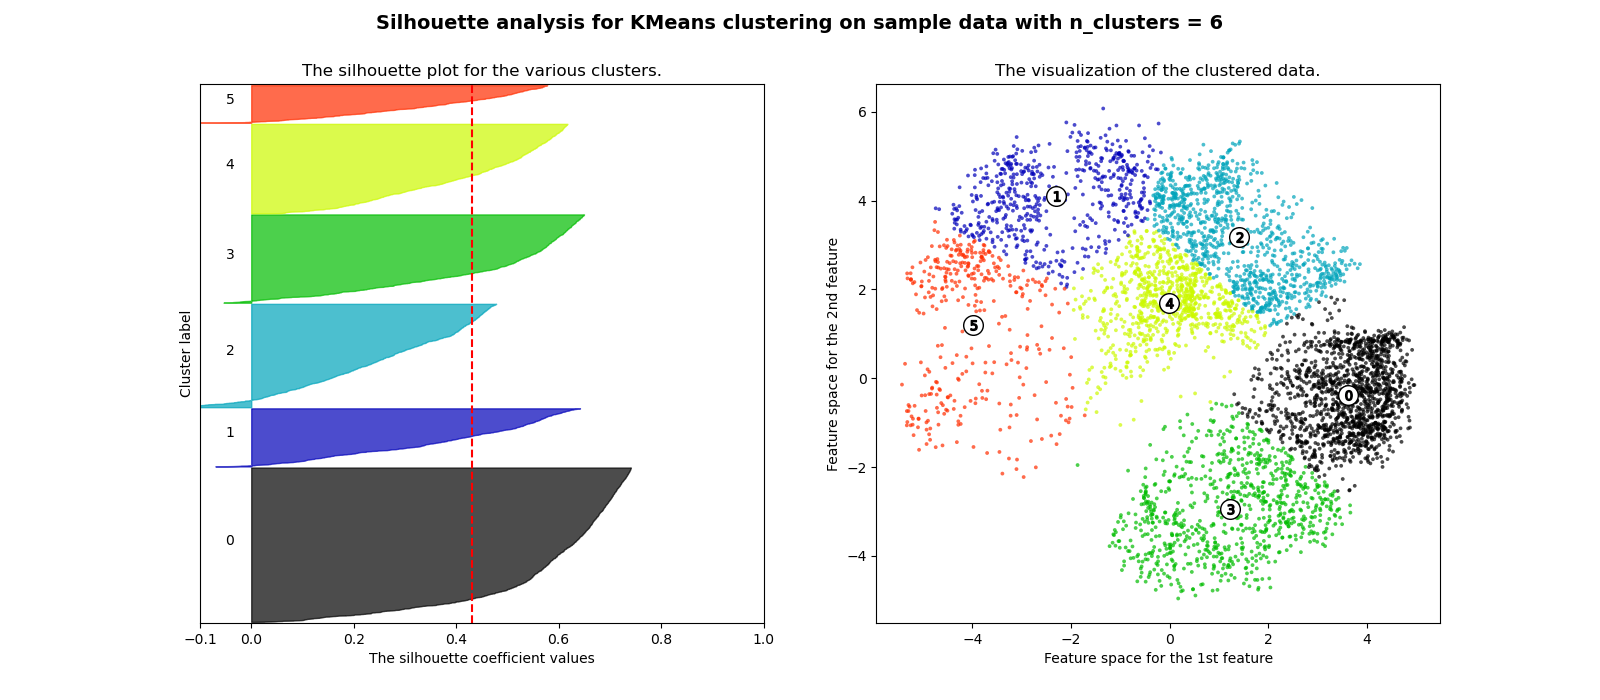 Silhouette analysis for KMeans clustering on sample data with n_clusters = 6
The silhouette plot for the various clusters.
Cluster label
5
4
3
2
1
0
−0.1 0.0 0.2 0.4 0.6 0.8 1.0
The silhouette coefficient values
The visualization of the clustered data.
Feature space for the 2nd feature
6
4
2
0
−2
−4
1
2
4
5
0
3
−4 −2 0 2 4
Feature space for the 1st feature